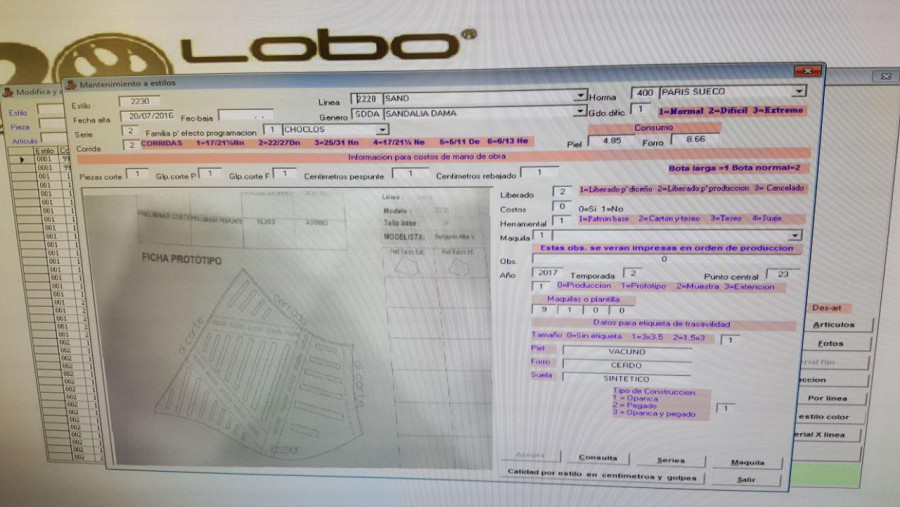 Lobo®
Mantenimiento a estilos
Modifica y a
Estilo 2230
Linea 2220 SAND
Horma 400 PARIS SUECO
Fecha alta 20/07/2016 Fec-baja
Genero SDDA SANDALIA DAMA
Gdo.dific. 1 1=Normal 2=Dificil 3=Extremo
Serie 2 Familia p' efecto programacion 1 CHOCLOS
Consumo
Corrida 2 CORRIDAS 1=17/21½Nn 2=22/27Dn 3=25/31 Hn 4=17/21½ Ne 5=5/11 De 6=6/13 He
Piel 4.85 Forro 8.66
Informacion para costos de mano de obra
Bota larga =1 Bota normal=2
Piezas corte 1 Glp.corte P 1 Glp.corte F 1 Centimetros pespunte 1 Centimetros rebajado 1
Liberado 2 1=Liberado p' diseño 2=Liberado p' produccion 3= Cancelado
Costos 0 0=Si 1=No
Herramental 1 1=Patron base 2= Carton y teseo 3= Teseo 4= Suaje
Maquila 1
Estas obs. se veran impresas en orden de produccion
Obs. 0
Año 2017 Temporada 2 Punto central 23
1 0=Produccion 1=Prototipo 2=Muestra 3=Extencion
Maquilas o plantilla
9 1 0 0
Datos para etiqueta de trasavilidad
Tamaño 0=Sin etiqueta 1=3x3.5 2=1.5x3 1
Piel VACUNO
Forro CERDO
Suela SINTETICO
Tipo de Construccion:
1 = Opanca
2 = Pegado
3 = Opanca y pegado
1
Acepta Consulta Series Maquila
Catidad por estilo en centimetros y golpes Salir
Linea :
Modelo :
Talla base :
MODELISTA:
FICHA PROTÓTIPO
Estilo
Pieza
Articulo
Estilo
Des-art
Articulos
Fotos
erial fijo
ccion
Por linea
estilo color
erial X linea